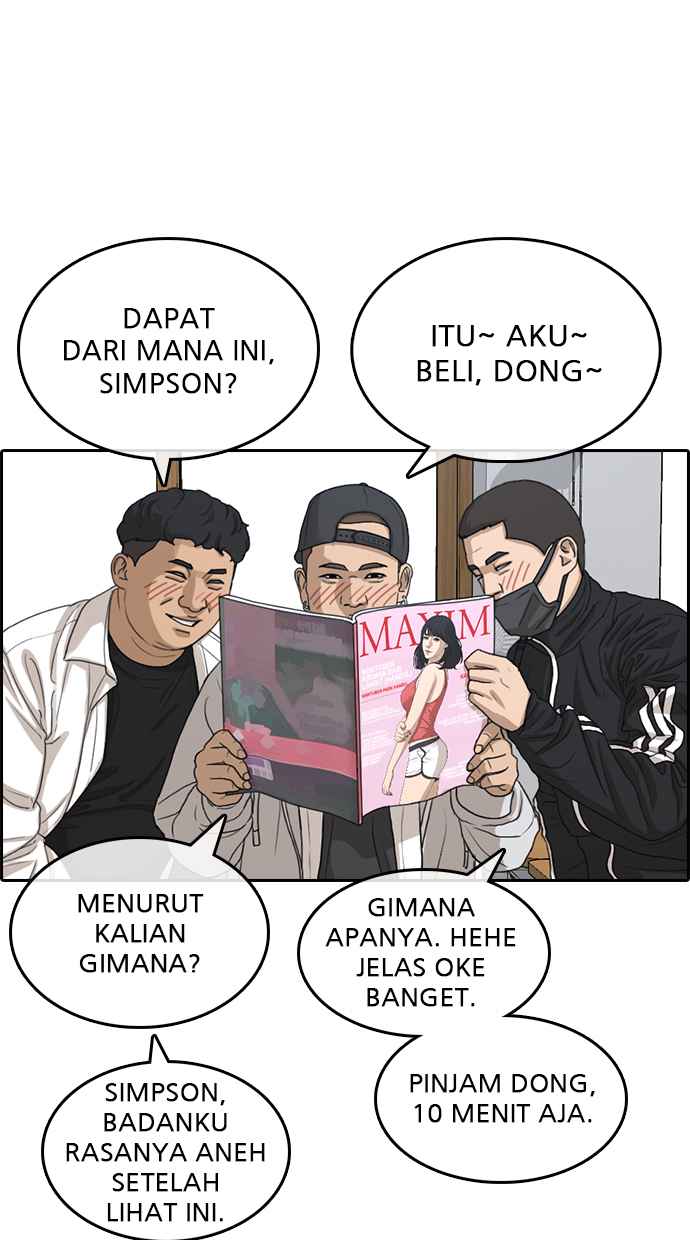 DAPAT
DARI MANA INI,
SIMPSON?
ITU~ AKU~
BELI, DONG~
MAXIM
MENURUT
KALIAN
GIMANA?
GIMANA
APANYA. HEHE
JELAS OKE
BANGET.
PINJAM DONG,
10 MENIT AJA.
SIMPSON,
BADANKU
RASANYA ANEH
SETELAH
LIHAT INI.